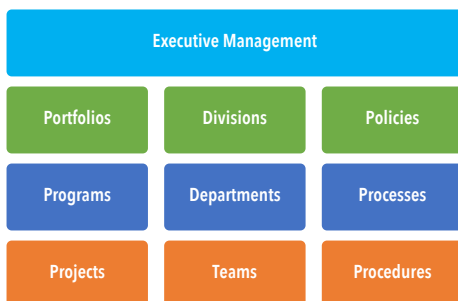 Executive Management
Portfolios
Divisions
Policies
Programs
Departments
Processes
Projects
Teams
Procedures